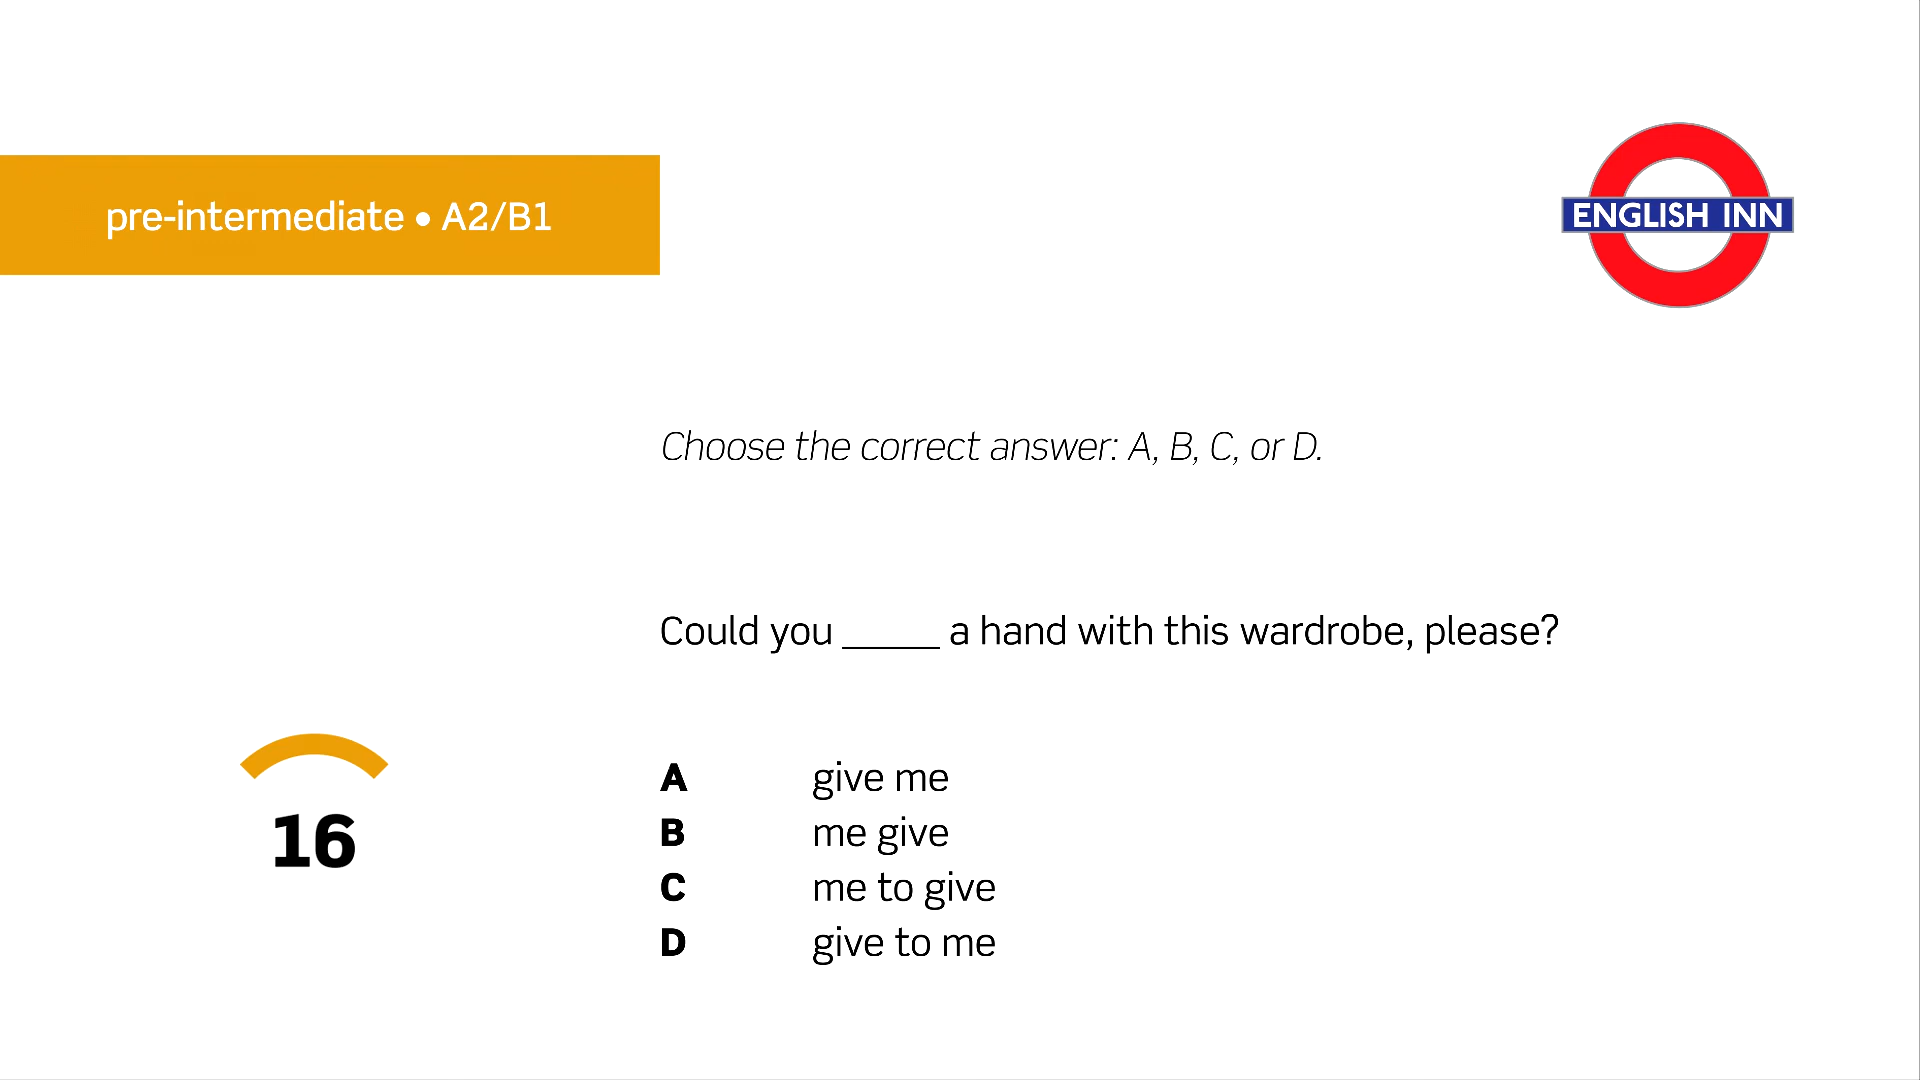 pre-intermediate • A2/B1
ENGLISH INN
Choose the correct answer: A, B, C, or D.
Could you _____ a hand with this wardrobe, please?
16
A give me
B me give
C me to give
D give to me